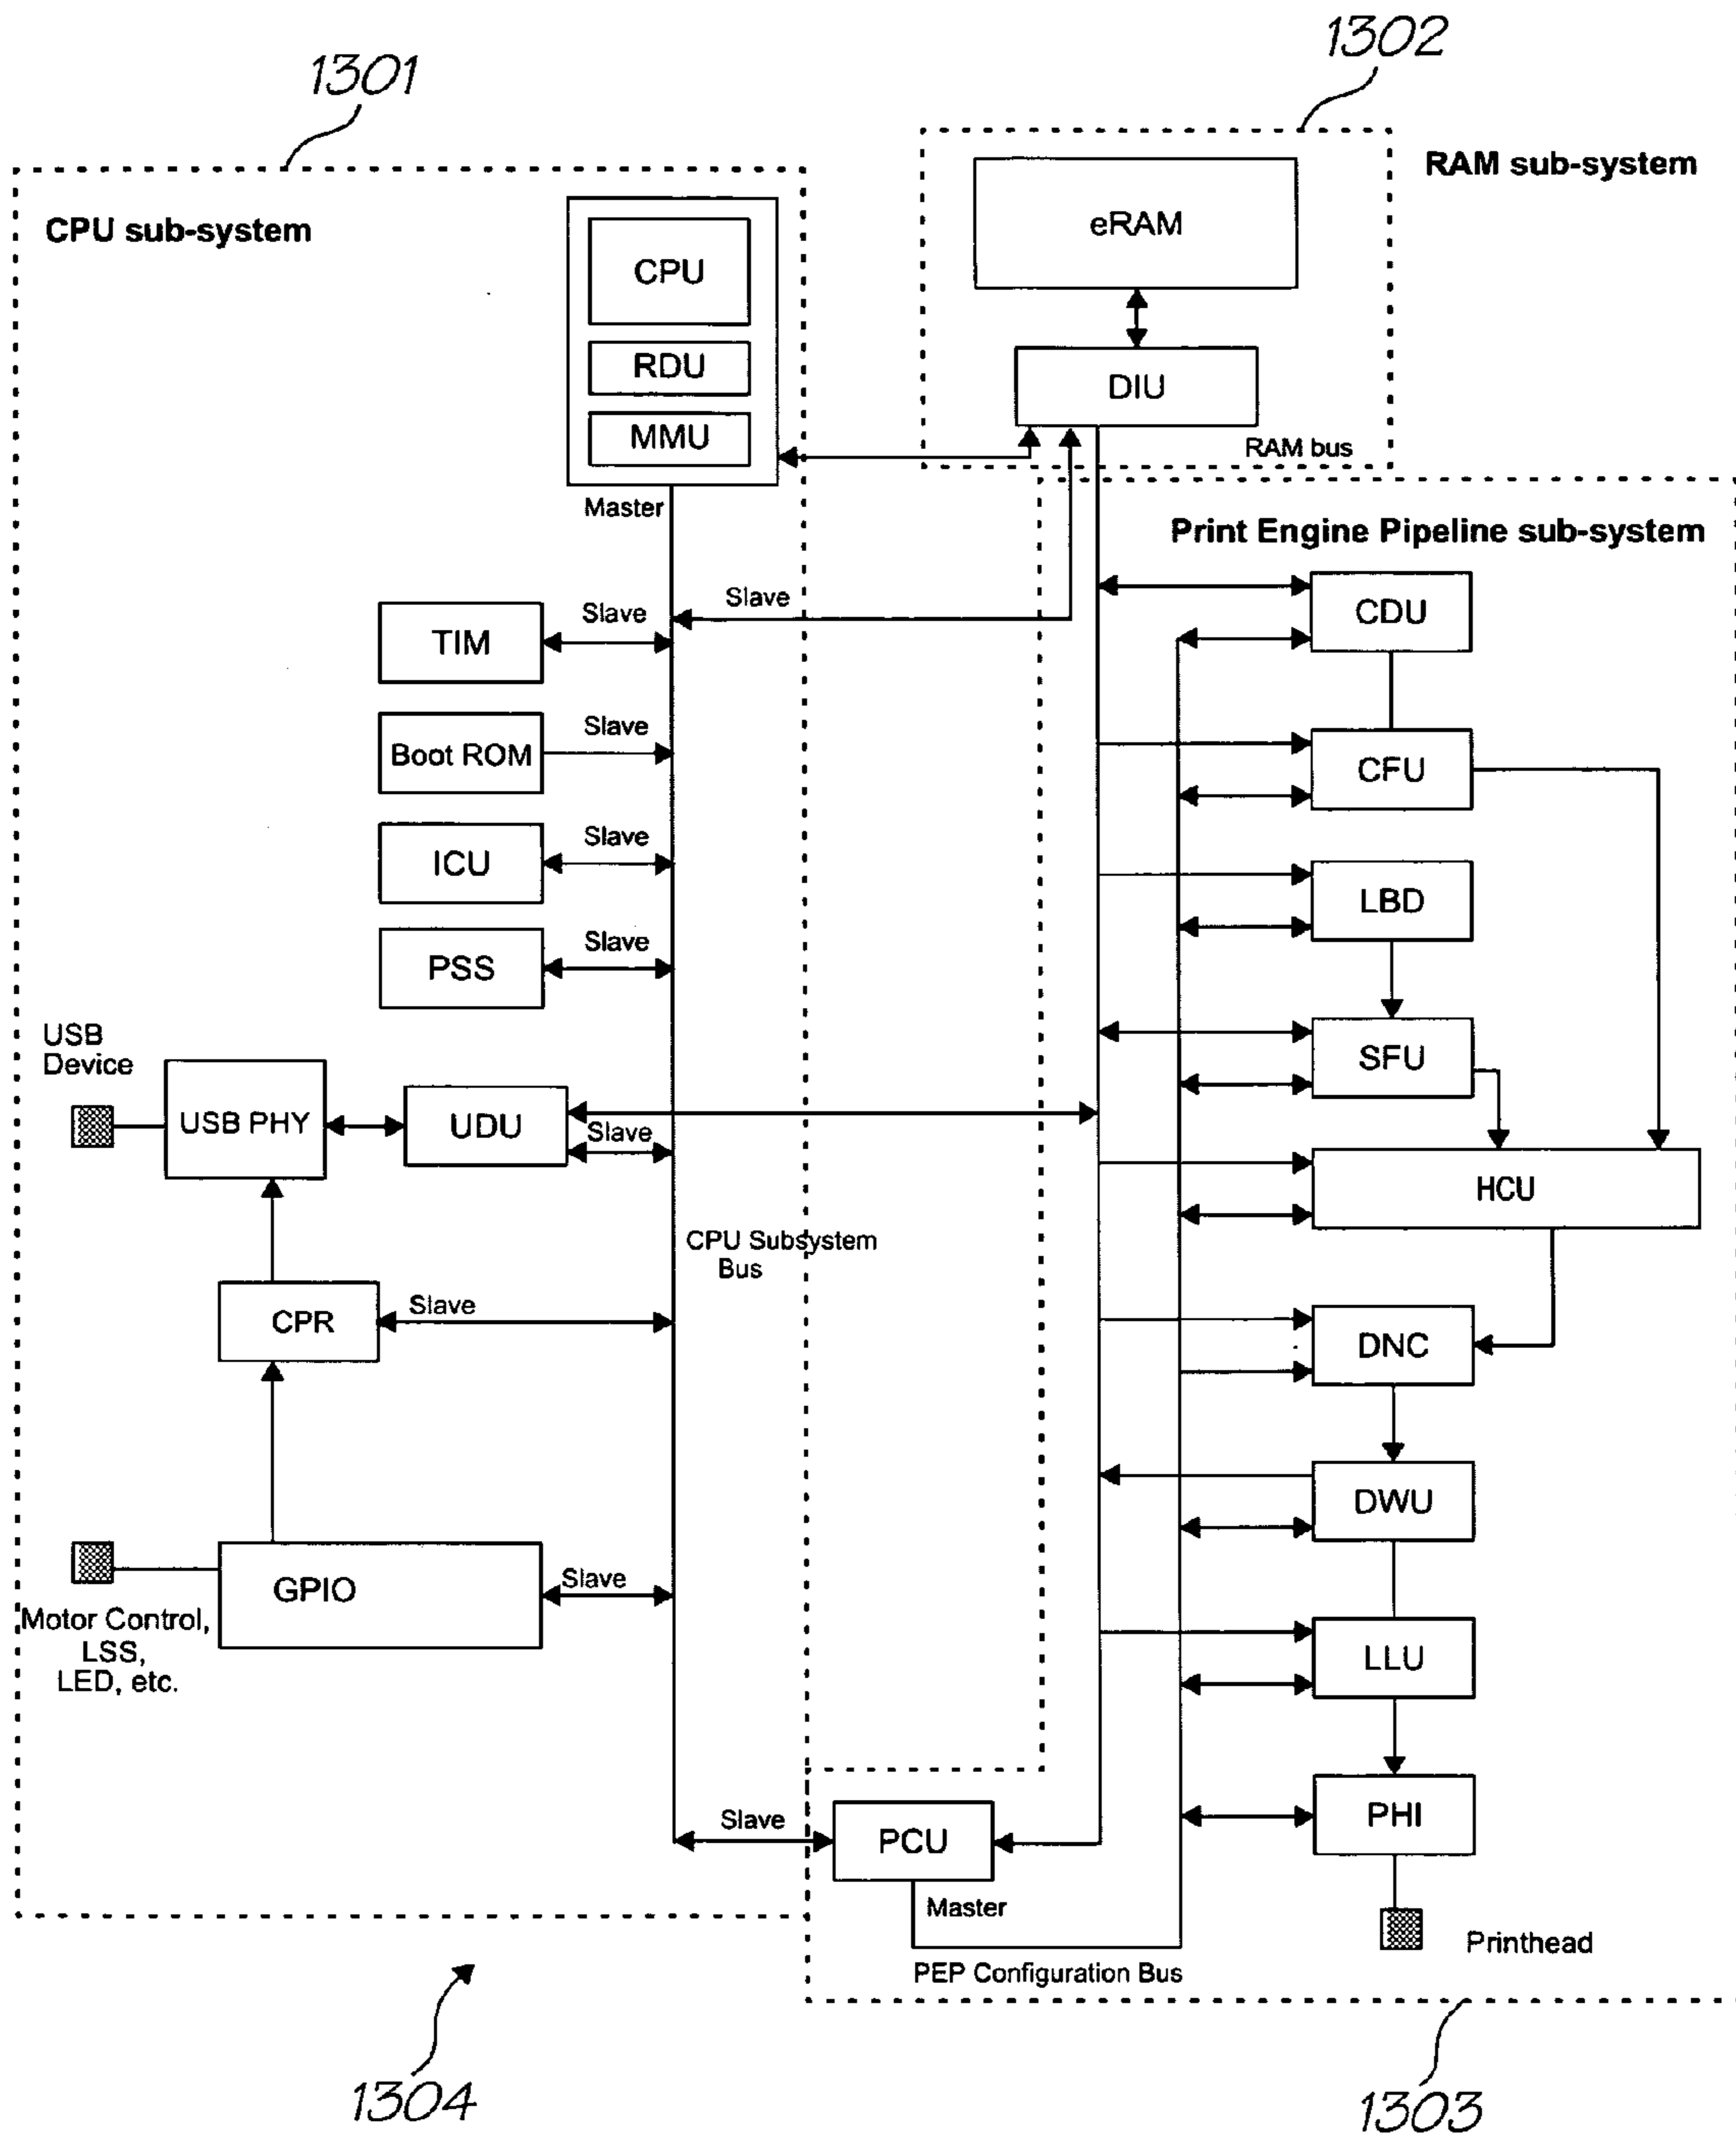 1301
1302
CPU sub-system
RAM sub-system
CPU
RDU
MMU
Master
eRAM
DIU
RAM bus
Print Engine Pipeline sub-system
Slave
TIM
Slave
Boot ROM
Slave
ICU
Slave
PSS
Slave
USB
Device
USB PHY
UDU
Slave
CPU Subsystem
Bus
CPR
Slave
GPIO
Slave
Motor Control,
LSS,
LED, etc.
CDU
CFU
LBD
SFU
HCU
DNC
DWU
LLU
PHI
Printhead
Slave
PCU
Master
PEP Configuration Bus
1304
1303